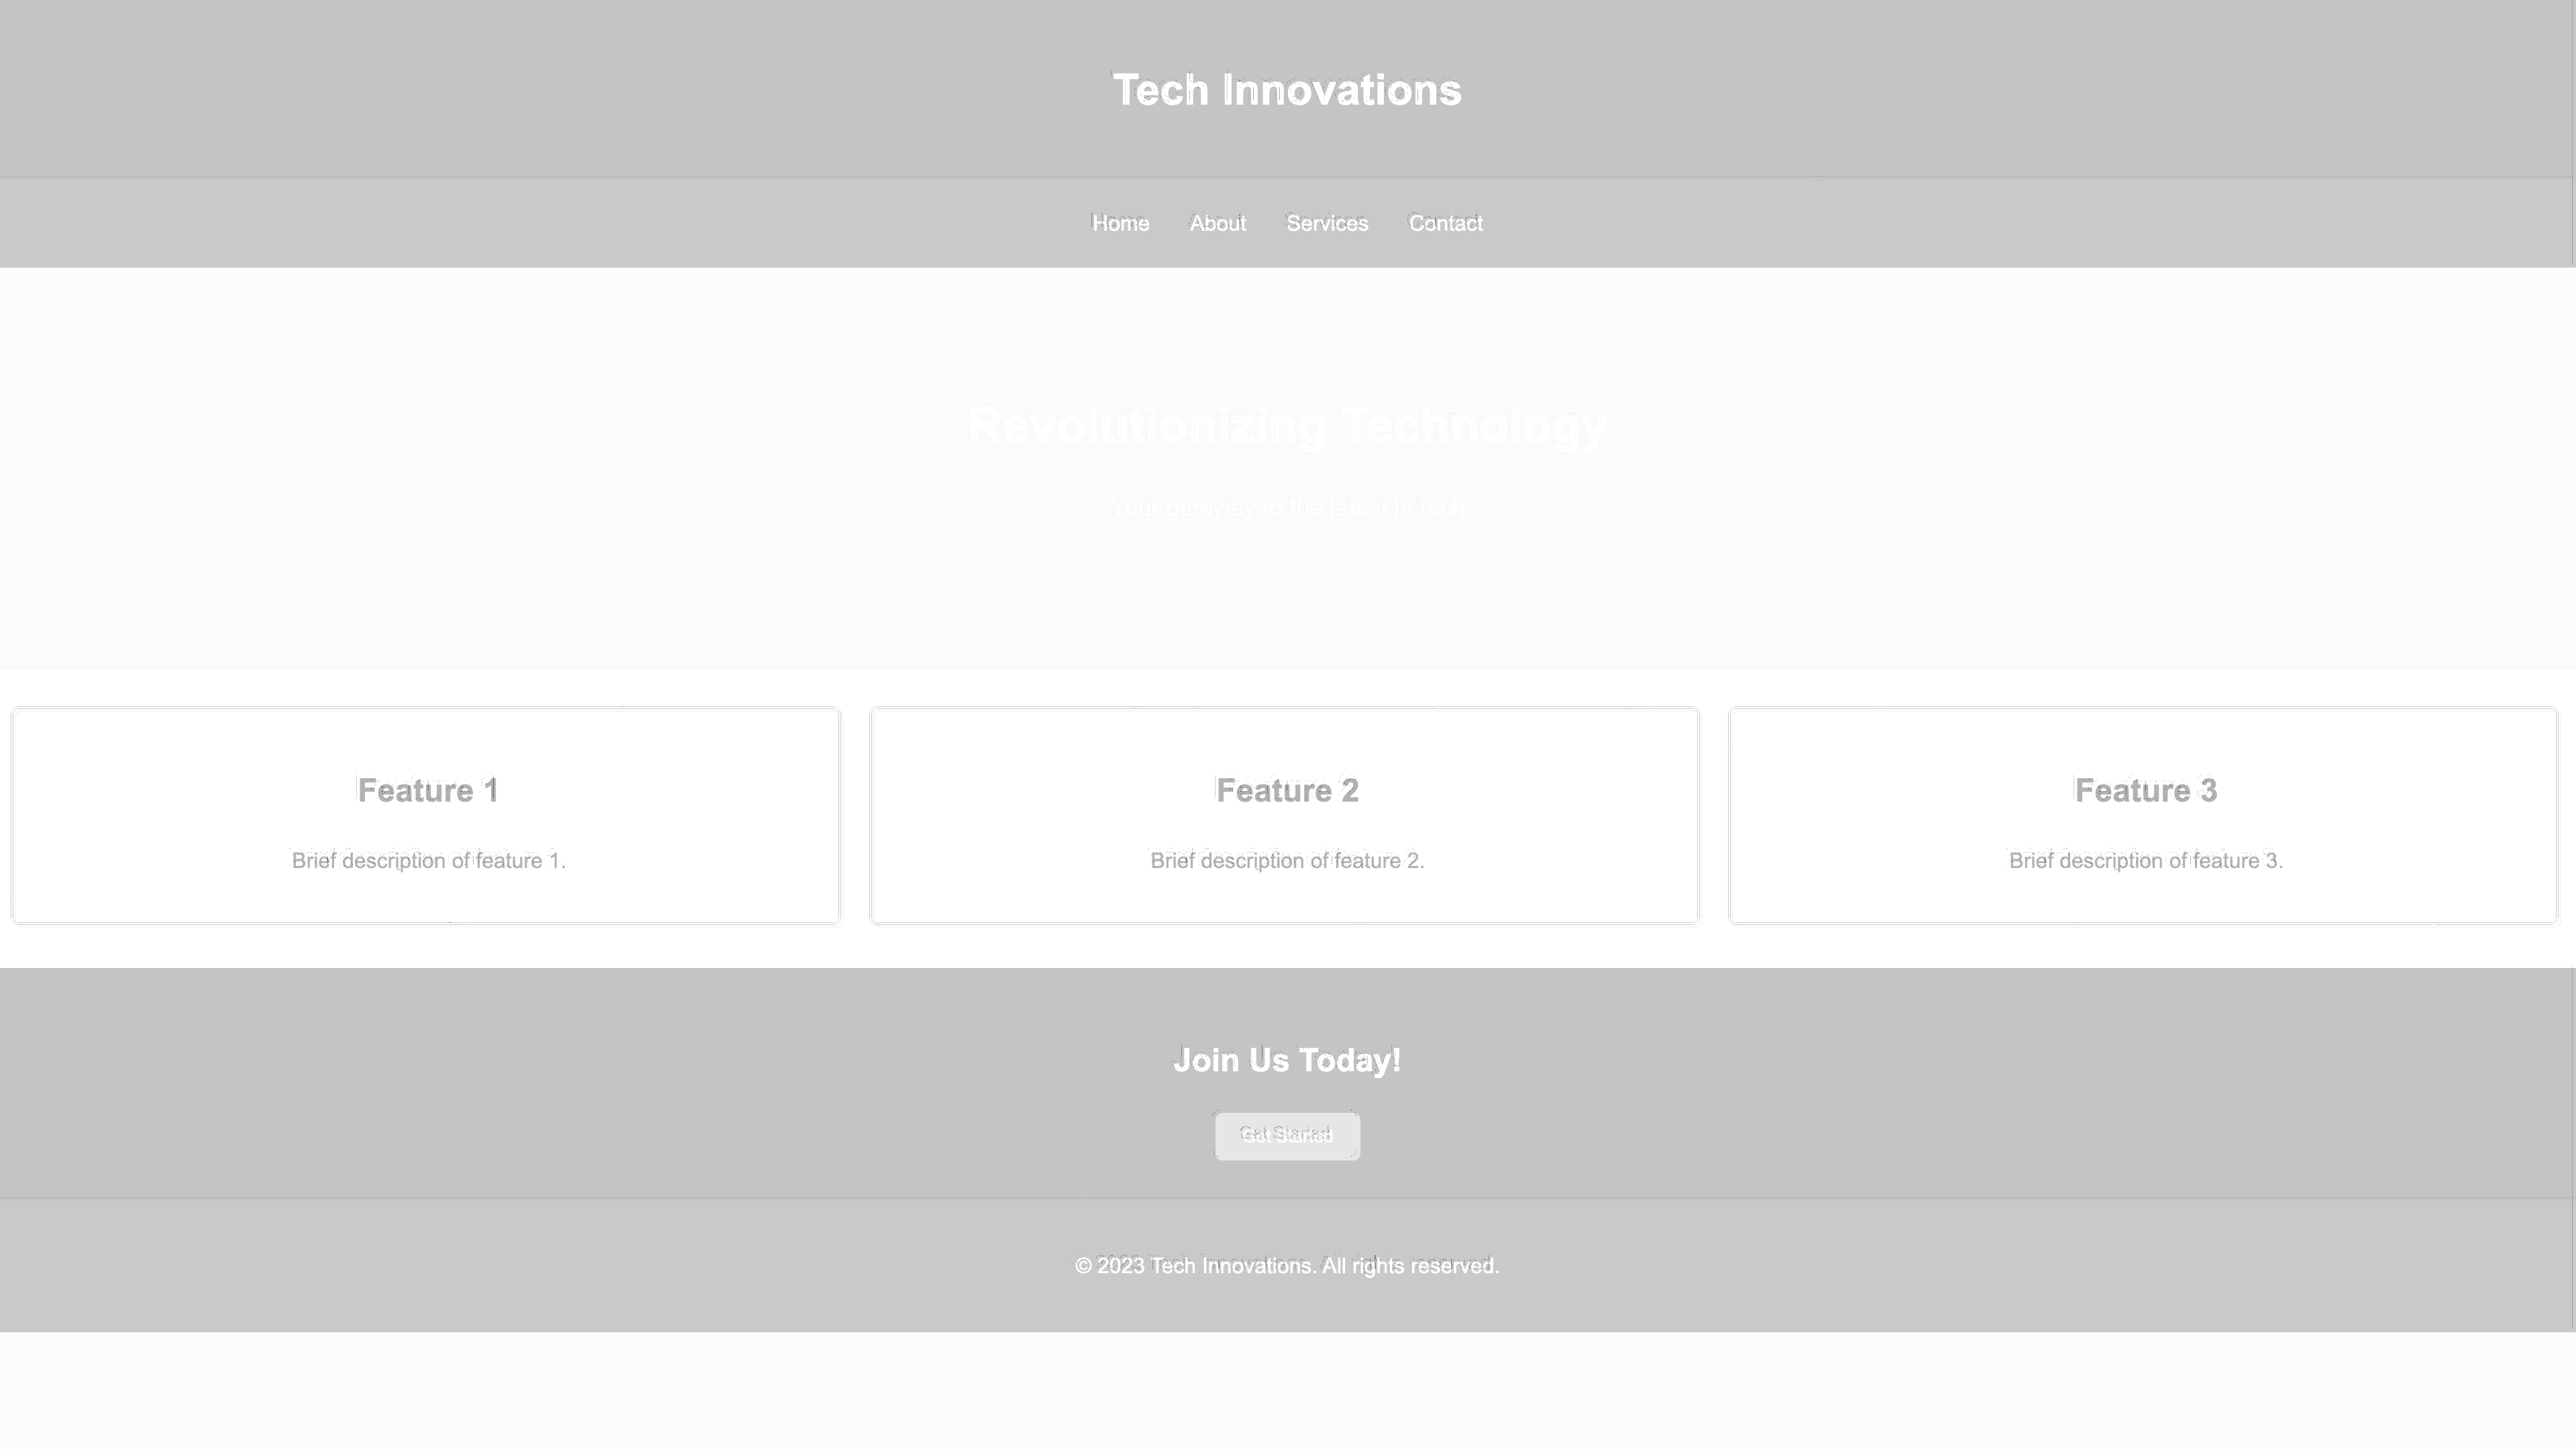 Tech Innovations
Home About Services Contact
Revolutionizing Technology
Your gateway to the latest in tech
Feature 1
Brief description of feature 1.
Feature 2
Brief description of feature 2.
Feature 3
Brief description of feature 3.
Join Us Today!
Get Started
© 2023 Tech Innovations. All rights reserved.